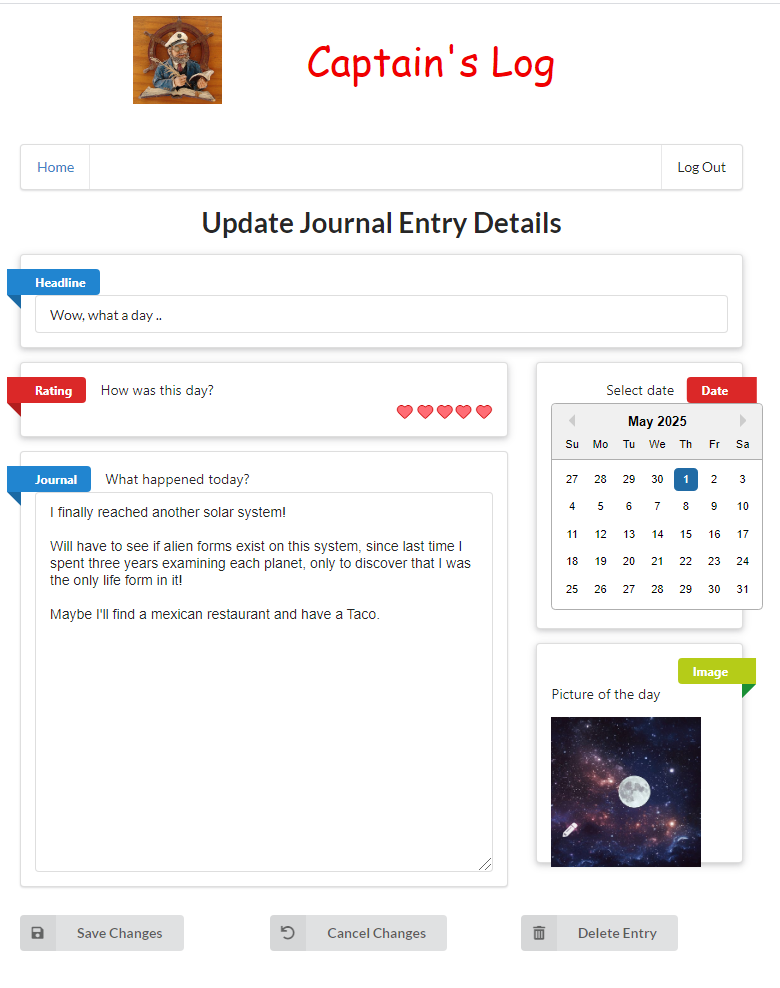 Captain's Log
Home
Log Out
Update Journal Entry Details
Headline
Wow, what a day ..
Rating
How was this day?
Select date
Date
May 2025
Su Mo Tu We Th Fr Sa
27 28 29 30 1 2 3
4 5 6 7 8 9 10
11 12 13 14 15 16 17
18 19 20 21 22 23 24
25 26 27 28 29 30 31
Journal
What happened today?
I finally reached another solar system!
Will have to see if alien forms exist on this system, since last time I
spent three years examining each planet, only to discover that I was
the only life form in it!
Maybe I'll find a mexican restaurant and have a Taco.
Image
Picture of the day
Save Changes
Cancel Changes
Delete Entry